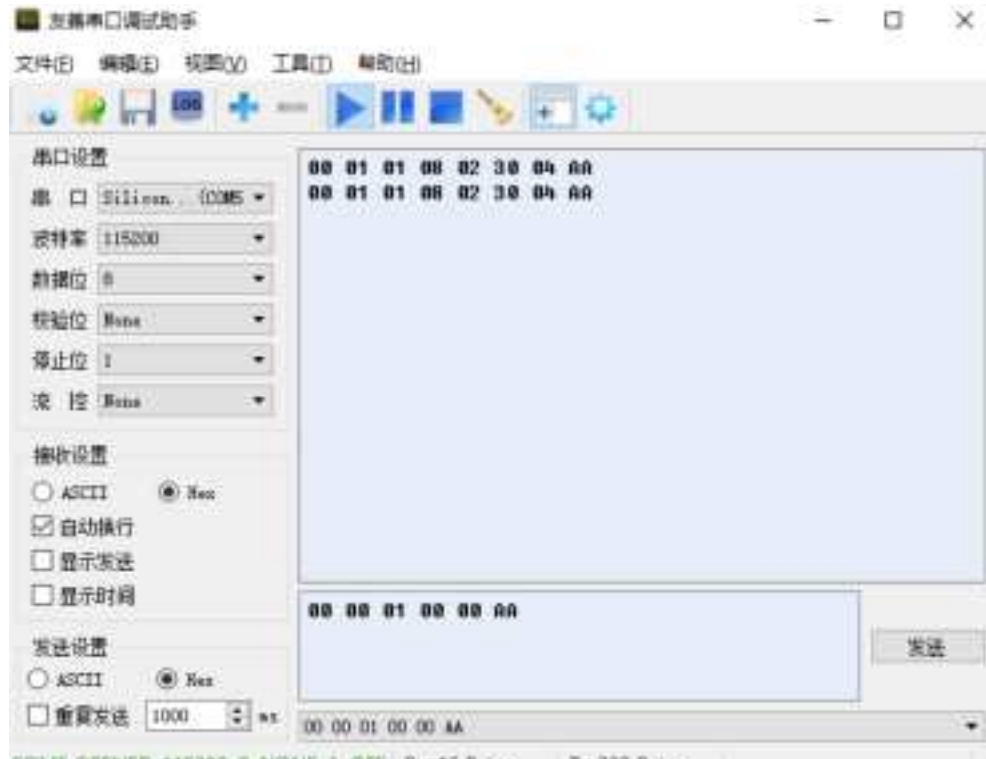 友善串口调试助手
文件(F) 编辑(E) 视图(V) 工具(T) 帮助(H)
LOG
串口设置
串 口 Silicon... (COM5
波特率 115200
数据位 8
校验位 None
停止位 1
流 控 None
接收设置
ASCII Hex
自动换行
显示发送
显示时间
发送设置
ASCII Hex
重复发送 1000 ms
00 01 01 08 02 30 04 AA
00 01 01 08 02 30 04 AA
00 00 01 00 00 AA
发送
00 00 01 00 00 AA